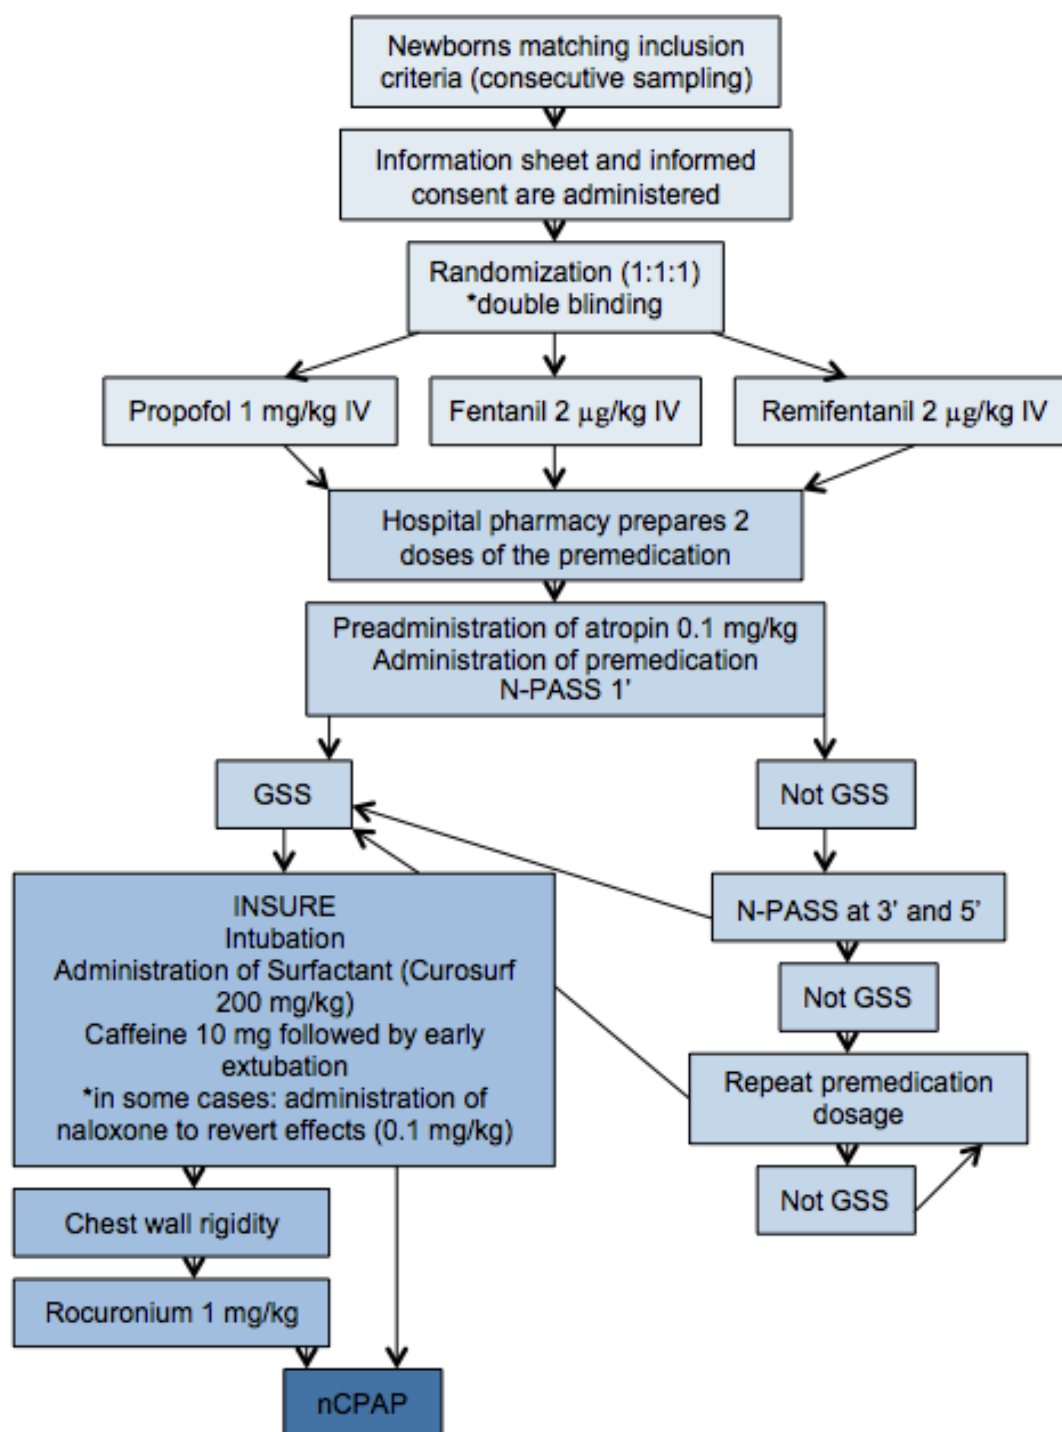 Newborns matching inclusion
criteria (consecutive sampling)
Information sheet and informed
consent are administered
Randomization (1:1:1)
*double blinding
Propofol 1 mg/kg IV
Fentanil 2 μg/kg IV
Remifentanil 2 μg/kg IV
Hospital pharmacy prepares 2
doses of the premedication
Preadministration of atropin 0.1 mg/kg
Administration of premedication
N-PASS 1’
GSS
Not GSS
INSURE
Intubation
Administration of Surfactant (Curosurf
200 mg/kg)
Caffeine 10 mg followed by early
extubation
*in some cases: administration of
naloxone to revert effects (0.1 mg/kg)
N-PASS at 3’ and 5’
Not GSS
Repeat premedication
dosage
Not GSS
Chest wall rigidity
Rocuronium 1 mg/kg
nCPAP